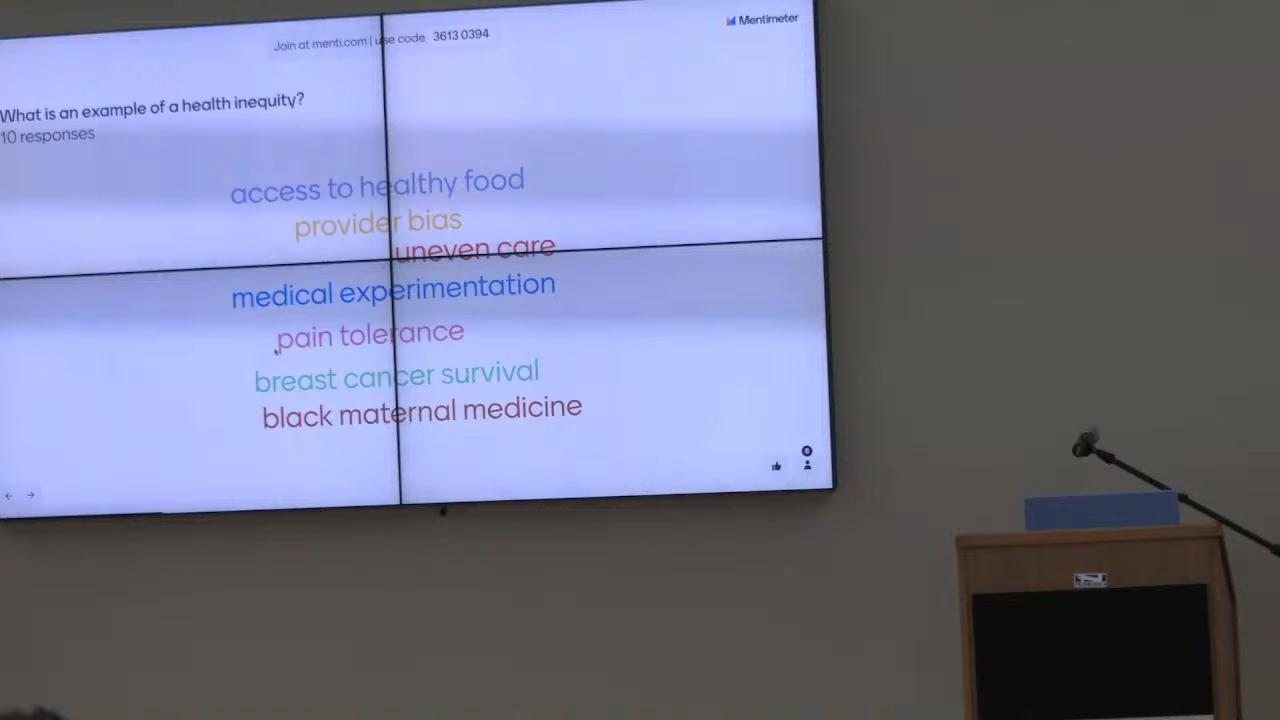 Mentimeter
Join at menti.com | use code 3613 0394
What is an example of a health inequity?
10 responses
access to healthy food
provider bias
uneven care
medical experimentation
pain tolerance
breast cancer survival
black maternal medicine